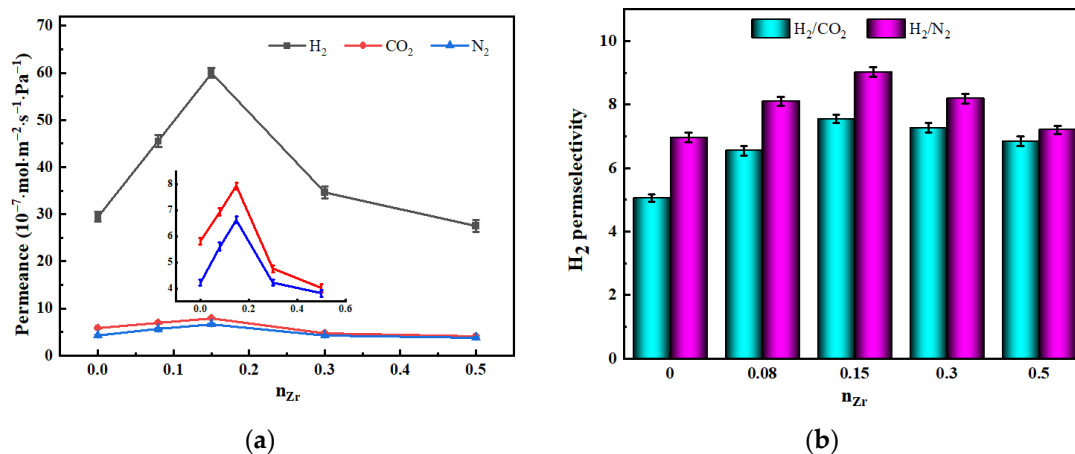 70
60
50
40
30
20
10
0
Permeance (10⁻⁷·mol·m⁻²·s⁻¹·Pa⁻¹)
H₂ CO₂ N₂
8
7
6
5
4
0.0 0.2 0.4 0.6
0.0 0.1 0.2 0.3 0.4 0.5
n_Zr
(a)
10
8
6
4
2
0
H₂ permselectivity
H₂/CO₂ H₂/N₂
0 0.08 0.15 0.3 0.5
n_Zr
(b)